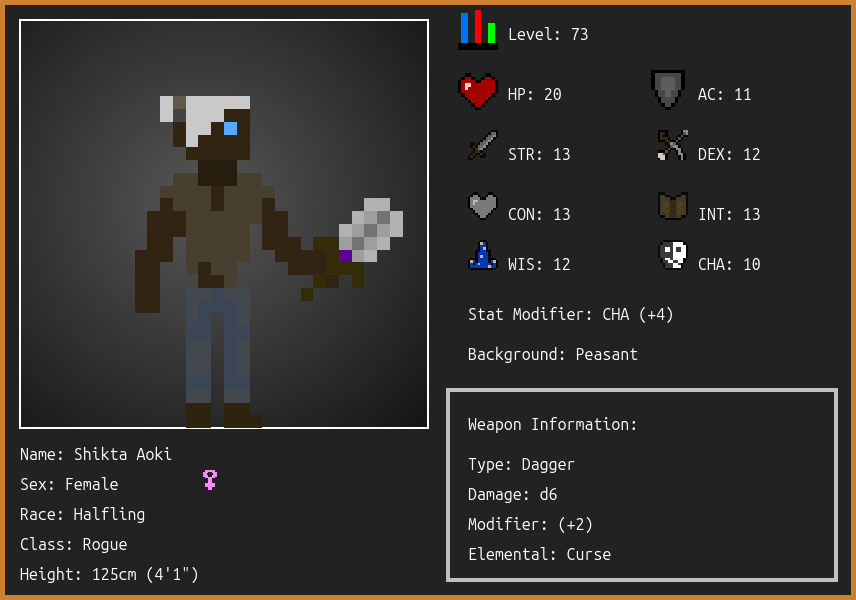 Level: 73
HP: 20
AC: 11
STR: 13
DEX: 12
CON: 13
INT: 13
WIS: 12
CHA: 10
Stat Modifier: CHA (+4)
Background: Peasant
Weapon Information:
Type: Dagger
Damage: d6
Modifier: (+2)
Elemental: Curse
Name: Shikta Aoki
Sex: Female
Race: Halfling
Class: Rogue
Height: 125cm (4'1")